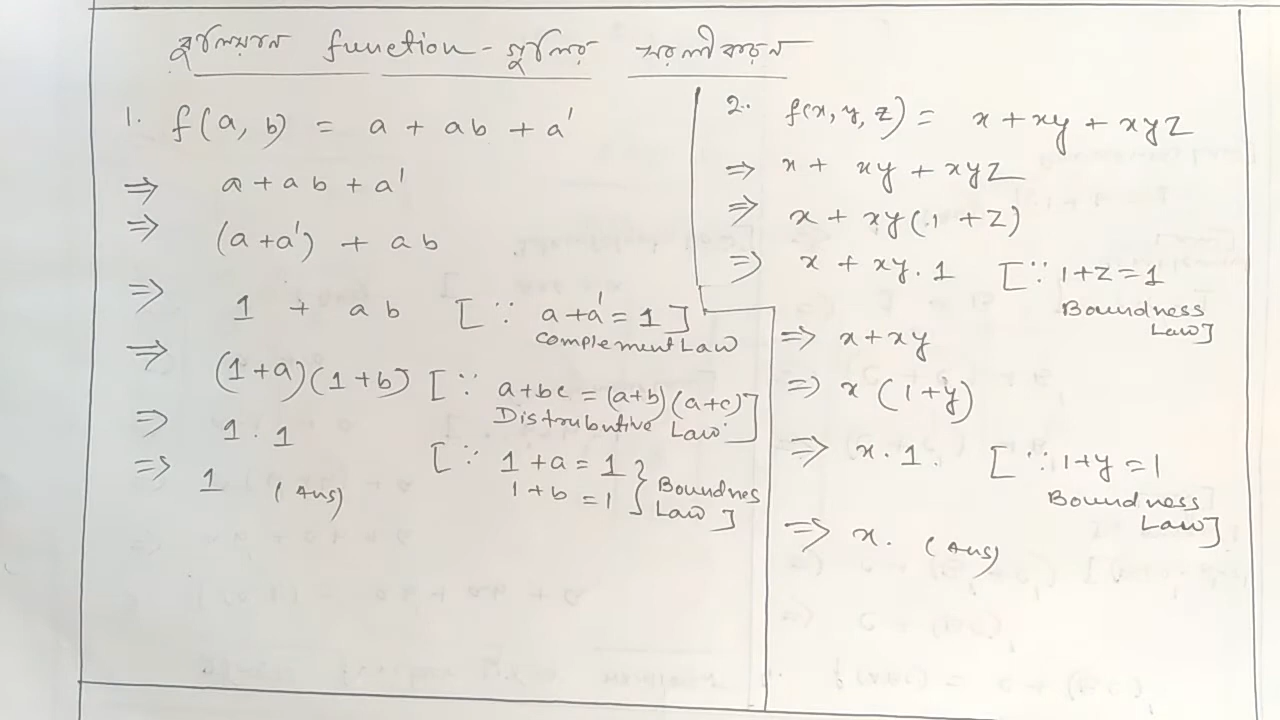 বুলিয়ান function-গুলির সরলীকরন
1. f(a, b) = a + ab + a'
⇒ a + ab + a'
⇒ (a + a') + ab
⇒ 1 + ab [∵ a + a' = 1]
Complement Law
⇒ (1+a)(1+b) [∵ a+bc = (a+b)(a+c)
Distrubutive Law]
⇒ 1 . 1
[∵ 1 + a = 1
1 + b = 1} Boundnes Law]
⇒ 1 (Ans)
2. f(x, y, z) = x + xy + xyz
⇒ x + xy + xyz
⇒ x + xy(1 + z)
⇒ x + xy . 1 [∵ 1+z = 1
Boundness
Law]
⇒ x + xy
⇒ x (1+y)
⇒ x . 1 . [∵ 1+y = 1
Boundness
Law]
⇒ x . (Ans)